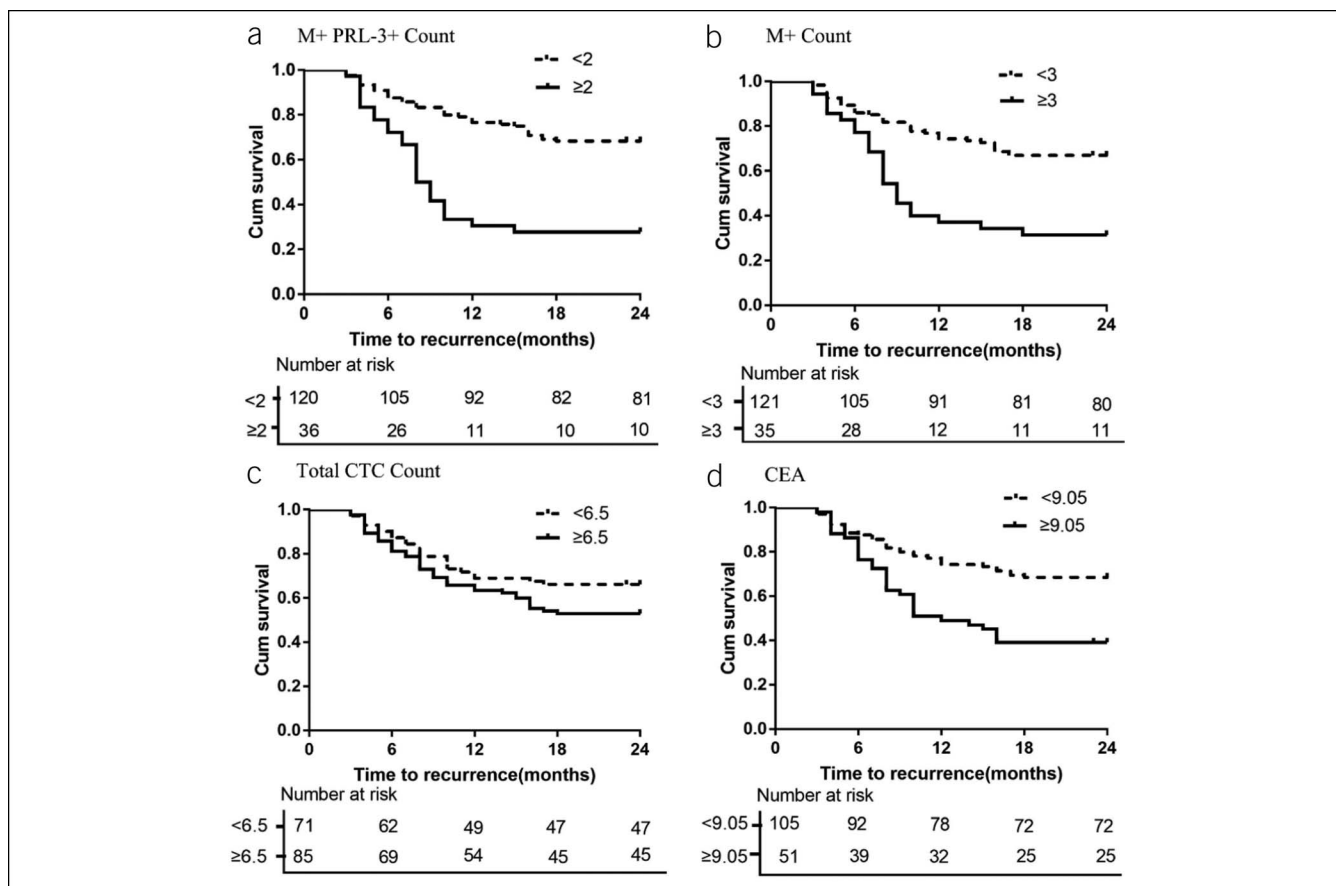 a
M+ PRL-3+ Count
<2
≥2
1.0
0.8
0.6
0.4
0.2
0.0
Cum survival
0 6 12 18 24
Time to recurrence(months)
Number at risk
<2 120 105 92 82 81
≥2 36 26 11 10 10
b
M+ Count
<3
≥3
1.0
0.8
0.6
0.4
0.2
0.0
Cum survival
0 6 12 18 24
Time to recurrence(months)
Number at risk
<3 121 105 91 81 80
≥3 35 28 12 11 11
c
Total CTC Count
<6.5
≥6.5
1.0
0.8
0.6
0.4
0.2
0.0
Cum survival
0 6 12 18 24
Time to recurrence(months)
Number at risk
<6.5 71 62 49 47 47
≥6.5 85 69 54 45 45
d
CEA
<9.05
≥9.05
1.0
0.8
0.6
0.4
0.2
0.0
Cum survival
0 6 12 18 24
Time to recurrence(months)
Number at risk
<9.05 105 92 78 72 72
≥9.05 51 39 32 25 25